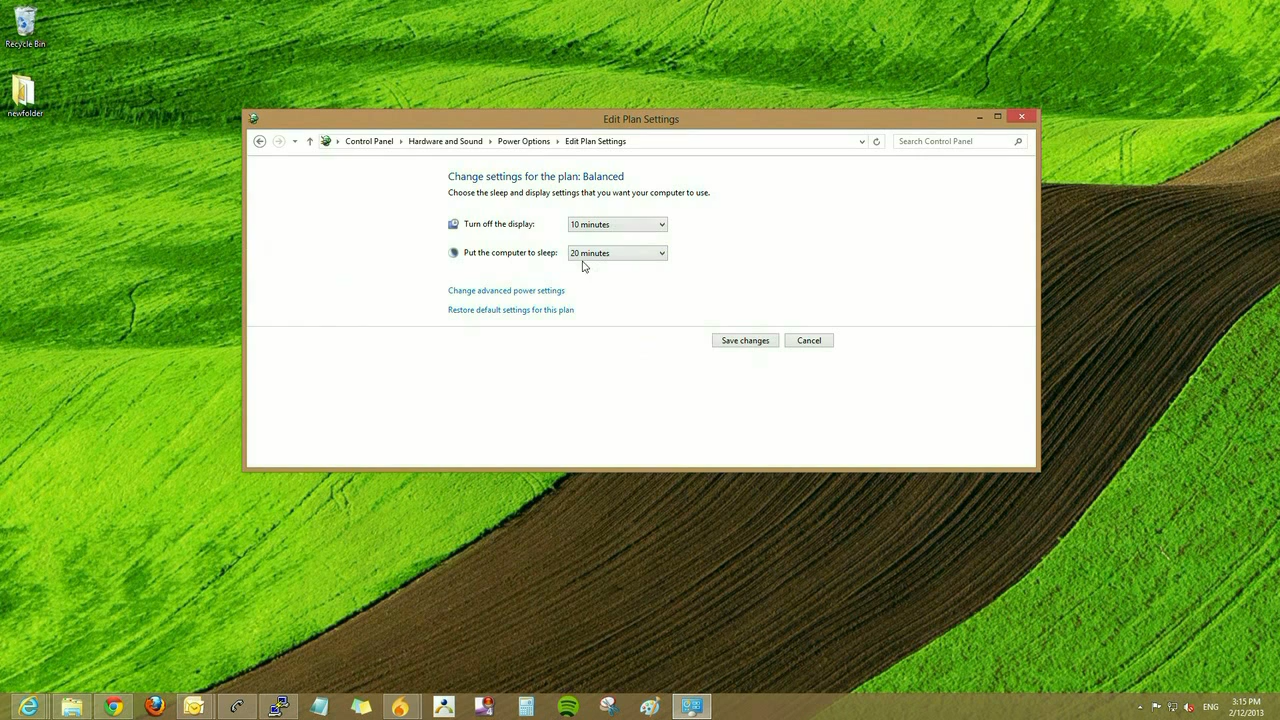 Recycle Bin
newfolder
Edit Plan Settings
Control Panel Hardware and Sound Power Options Edit Plan Settings
Search Control Panel
Change settings for the plan: Balanced
Choose the sleep and display settings that you want your computer to use.
Turn off the display: 10 minutes
Put the computer to sleep: 20 minutes
Change advanced power settings
Restore default settings for this plan
Save changes Cancel
ENG
3:15 PM
2/12/2013